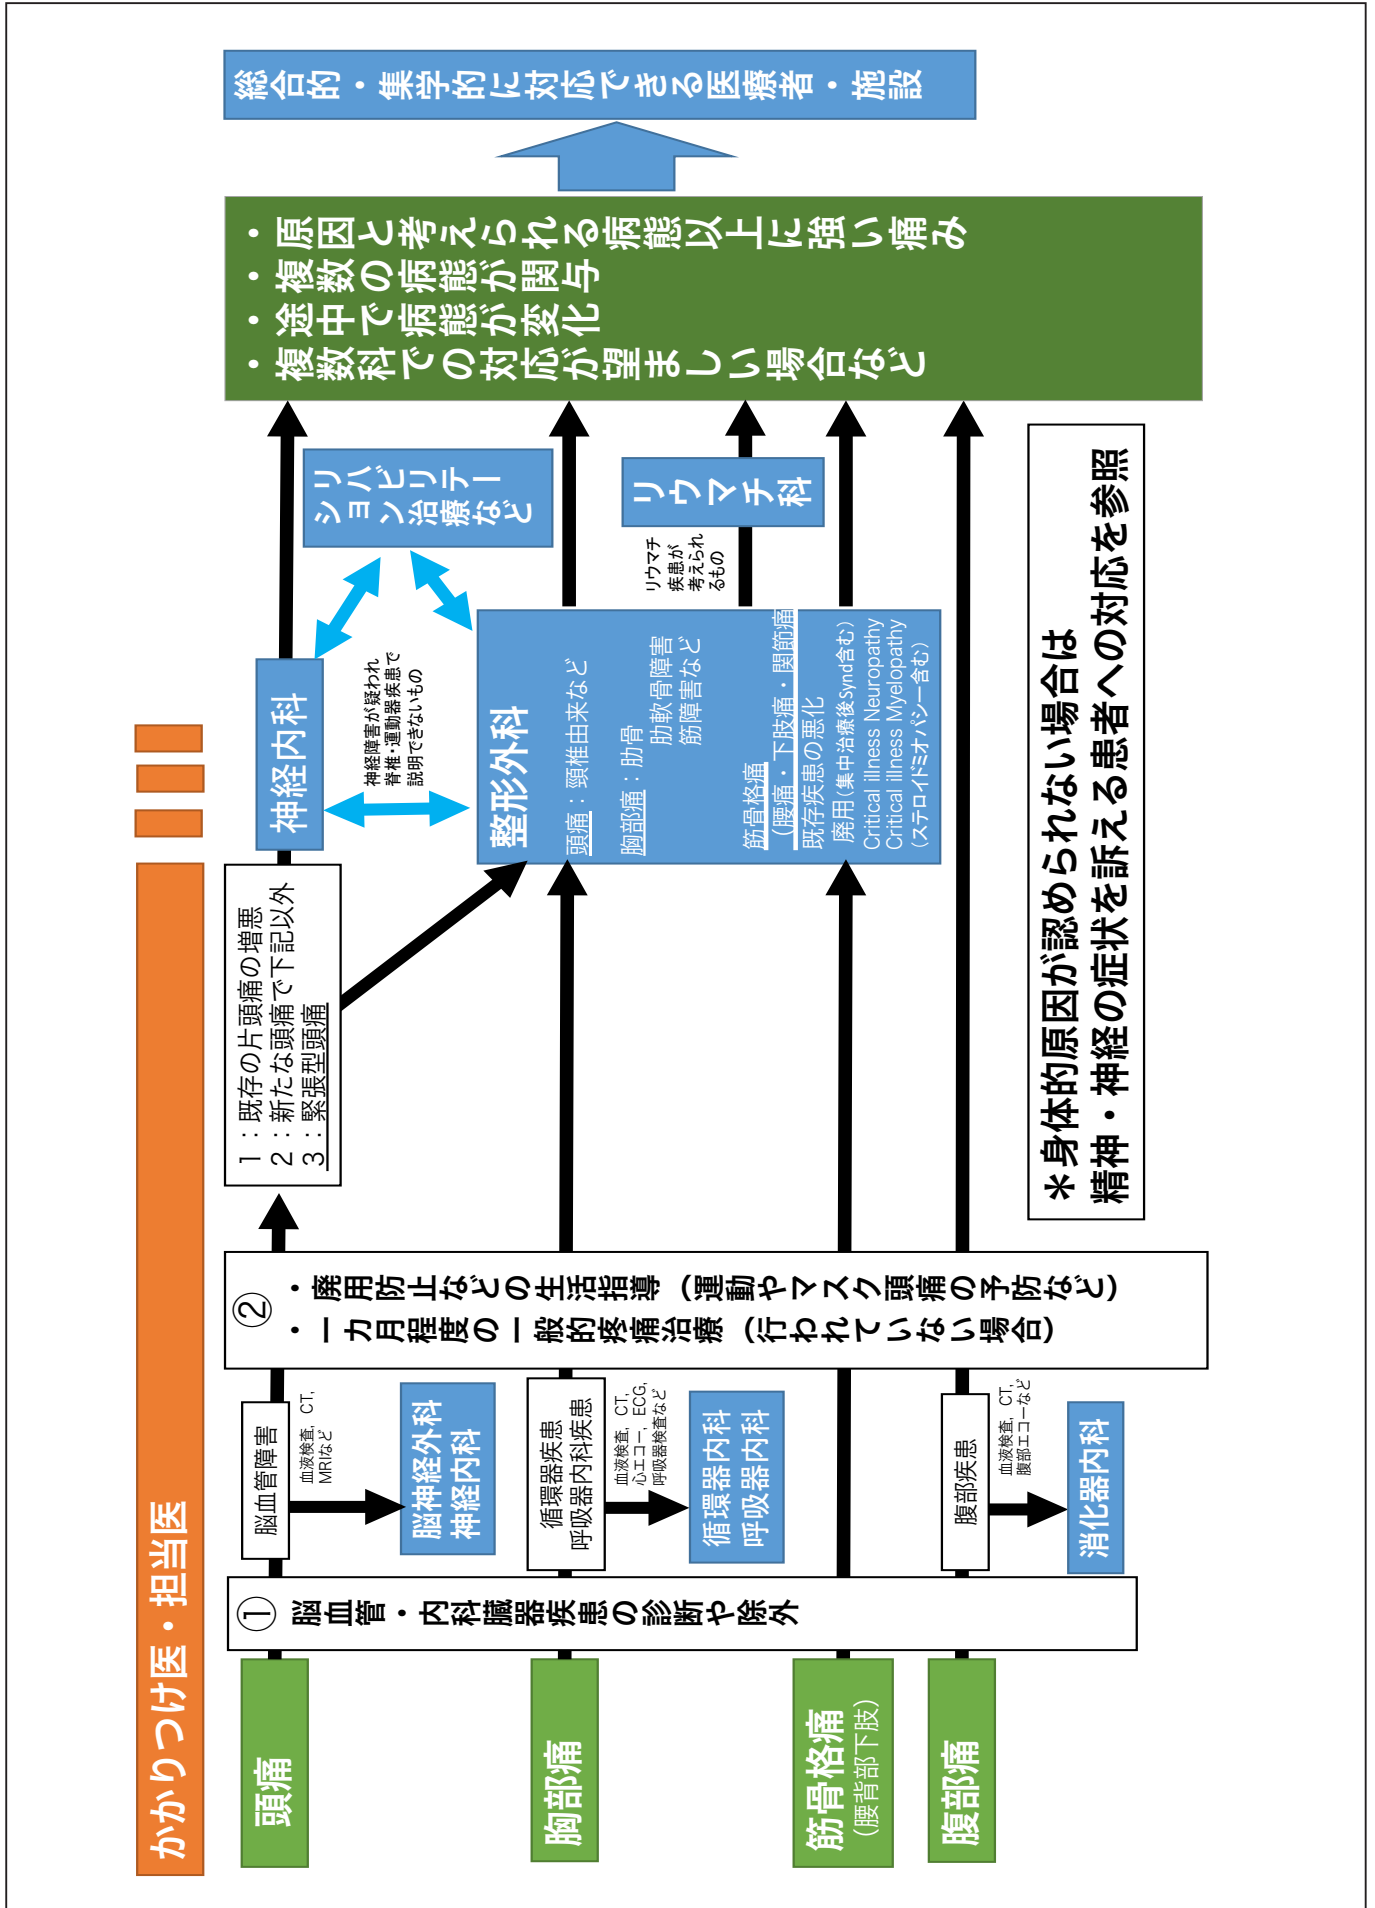 かかりつけ医・担当医
頭痛
胸部痛
筋骨格痛
（腰背部下肢）
腹部痛
① 脳血管・内科臓器疾患の診断や除外
脳血管障害
血液検査，CT，
MRIなど
脳神経外科
神経内科
循環器疾患
呼吸器内科疾患
血液検査，CT，
心エコー，ECG，
呼吸器検査など
循環器内科
呼吸器内科
腹部疾患
血液検査，CT，
腹部エコーなど
消化器内科
②
・廃用防止などの生活指導（運動やマスク頭痛の予防など）
・一カ月程度の一般的疼痛治療（行われていない場合）
1：既存の片頭痛の増悪
2：新たな頭痛で下記以外
3：緊張型頭痛
神経内科
神経障害が疑われ
脊椎・運動器疾患で
説明できないもの
リハビリテー
ション治療など
整形外科
頭痛：頸椎由来など
胸部痛：肋骨
肋軟骨障害
筋障害など
筋骨格痛
（腰痛・下肢痛・関節痛
既存疾患の悪化
廃用（集中治療後Synd含む）
Critical illness Neuropathy
Critical illness Myelopathy
（ステロイドミオパシー含む）
リウマチ
疾患が
考えられ
るもの
リウマチ科
・原因と考えられる病態以上に強い痛み
・複数の病態が関与
・途中で病態が変化
・複数科での対応が望ましい場合など
総合的・集学的に対応できる医療者・施設
＊身体的原因が認められない場合は
精神・神経の症状を訴える患者への対応を参照